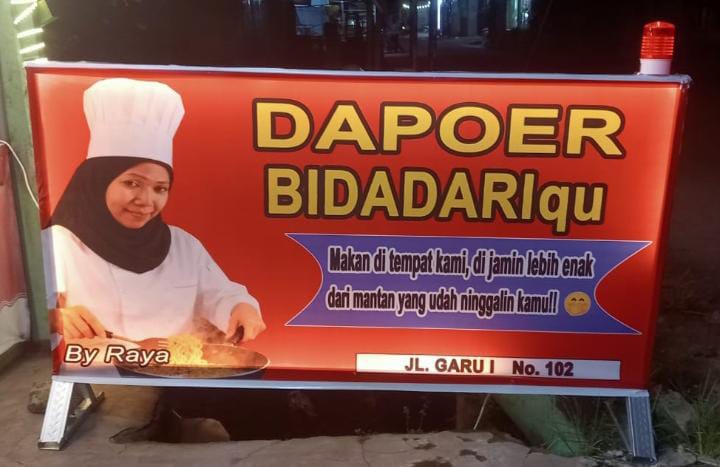 DAPOER
BIDADARIqu
Makan di tempat kami, di jamin lebih enak
dari mantan yang udah ninggalin kamu!! 🤭
By Raya
JL. GARU I No. 102